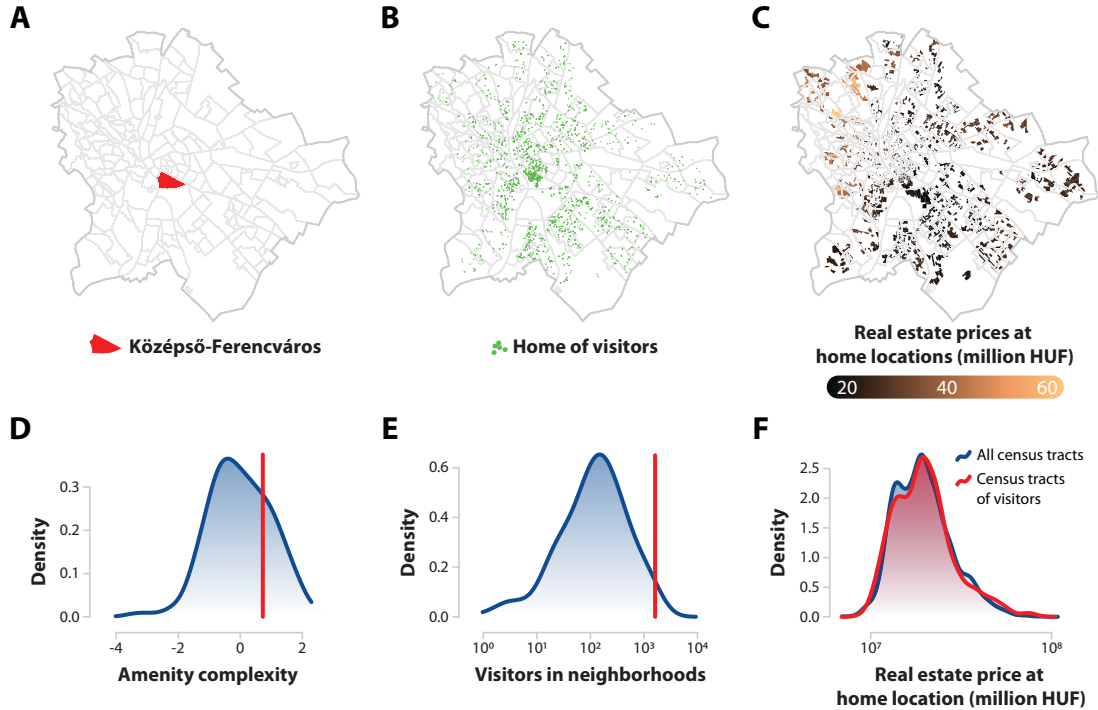 A
B
C
Középső-Ferencváros
Home of visitors
Real estate prices at
home locations (million HUF)
20 40 60
D
E
F
Density
0.3
0.2
0.1
0.0
-4 -2 0 2
Amenity complexity
Density
0.6
0.4
0.2
0.0
10⁰ 10¹ 10² 10³ 10⁴
Visitors in neighborhoods
All census tracts
Census tracts
of visitors
Density
2.5
2.0
1.5
1.0
0.5
0.0
10⁷ 10⁸
Real estate price at
home location (million HUF)